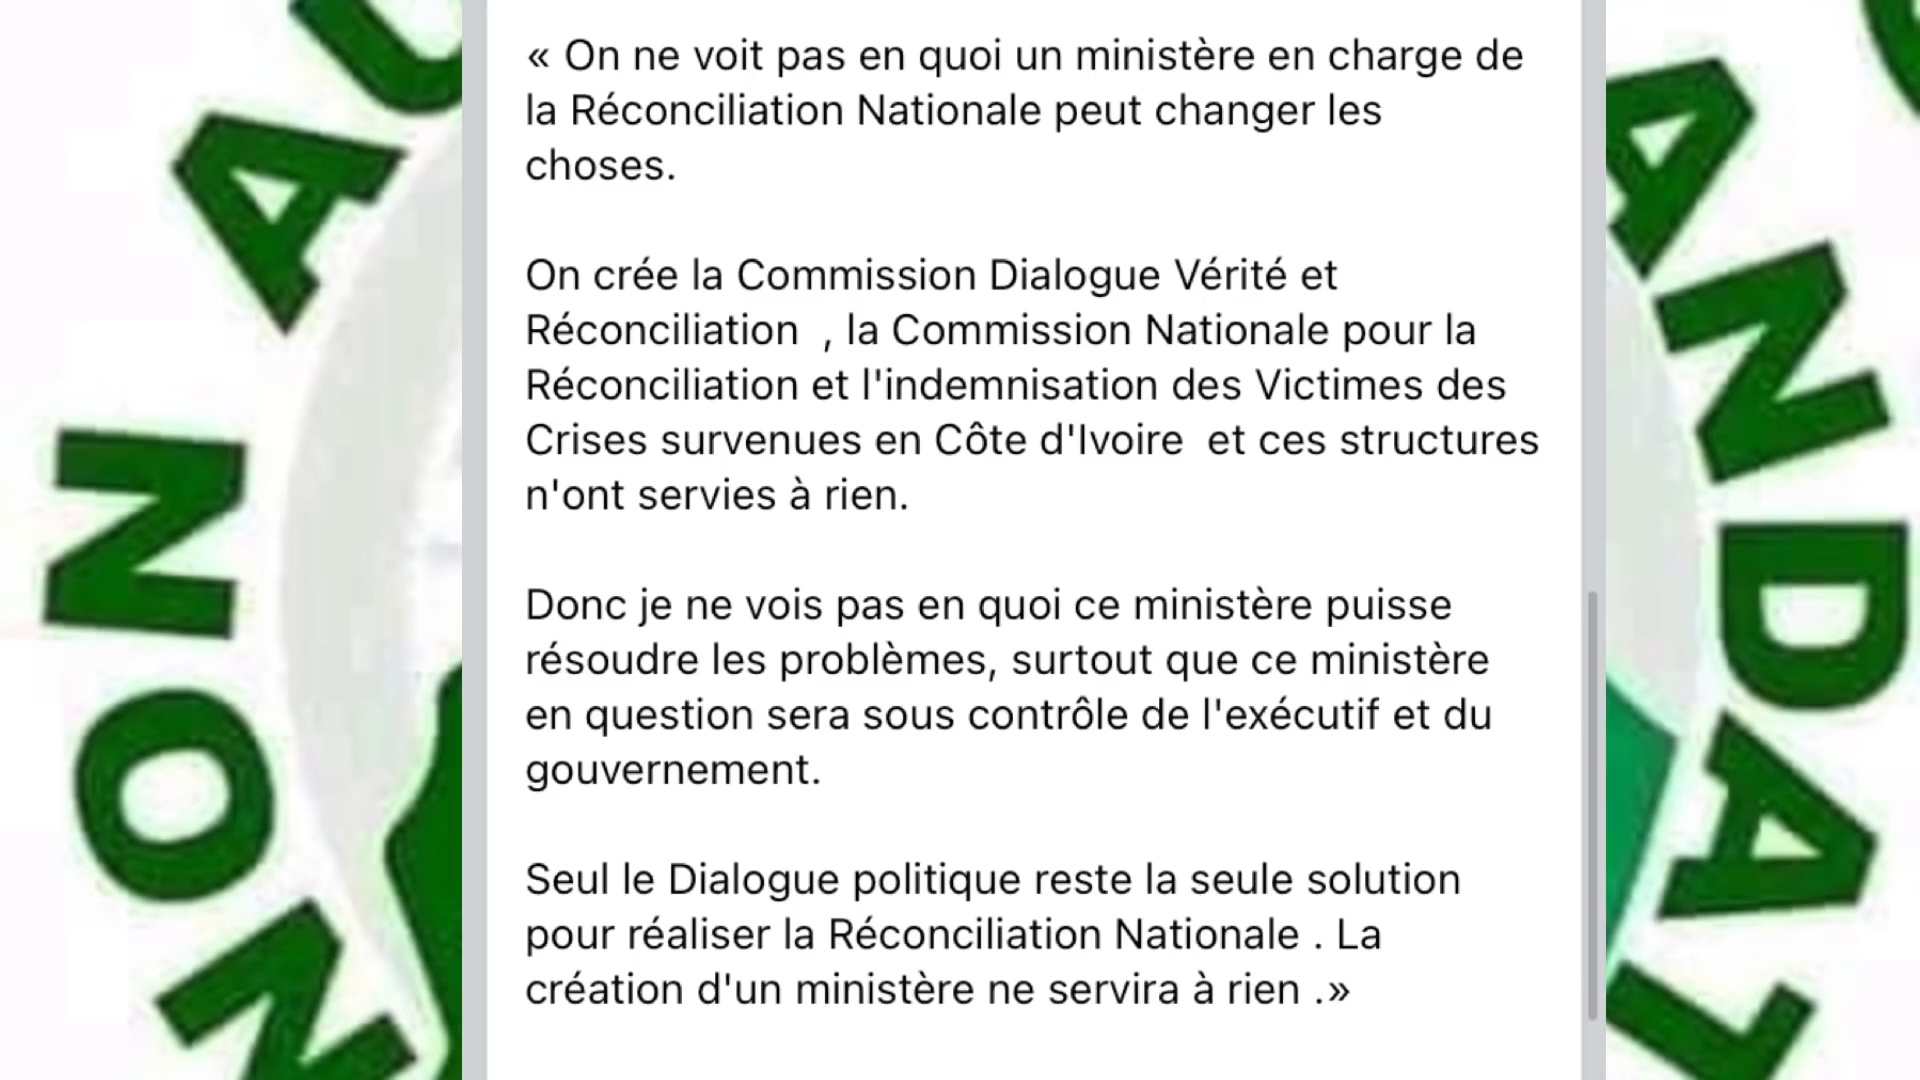 « On ne voit pas en quoi un ministère en charge de
la Réconciliation Nationale peut changer les
choses.
On crée la Commission Dialogue Vérité et
Réconciliation  , la Commission Nationale pour la
Réconciliation et l'indemnisation des Victimes des
Crises survenues en Côte d'Ivoire  et ces structures
n'ont servies à rien.
Donc je ne vois pas en quoi ce ministère puisse
résoudre les problèmes, surtout que ce ministère
en question sera sous contrôle de l'exécutif et du
gouvernement.
Seul le Dialogue politique reste la seule solution
pour réaliser la Réconciliation Nationale . La
création d'un ministère ne servira à rien .»
NON AU
ANDAT